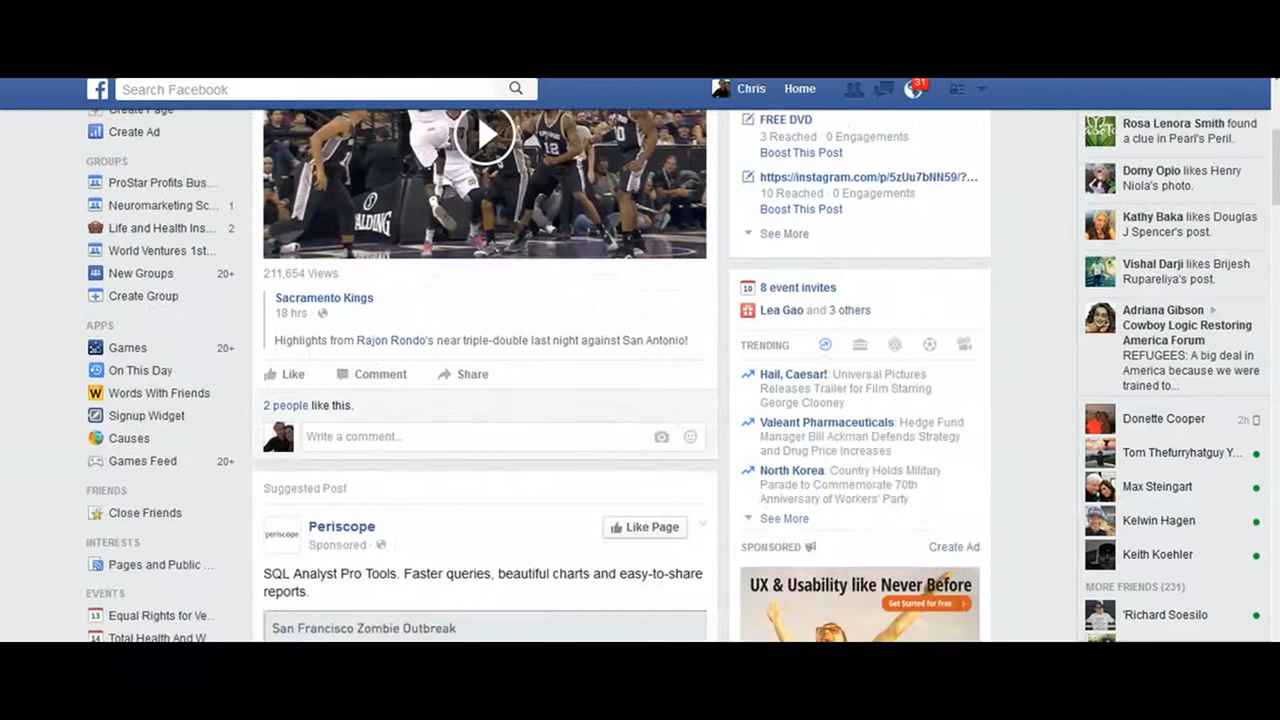 Search Facebook
Chris
Home
31
Create Page
Create Ad
GROUPS
ProStar Profits Bus...
Neuromarketing Sc... 1
Life and Health Ins... 2
World Ventures 1st...
New Groups 20+
Create Group
APPS
Games 20+
On This Day
Words With Friends
Signup Widget
Causes
Games Feed 20+
FRIENDS
Close Friends
INTERESTS
Pages and Public ...
EVENTS
13 Equal Rights for Ve..
14 Total Health And W
12
SPALDING
211,654 Views
Sacramento Kings
18 hrs ·
Highlights from Rajon Rondo's near triple-double last night against San Antonio!
Like Comment Share
2 people like this.
Write a comment...
Suggested Post
periscope
Periscope
Sponsored ·
Like Page
SQL Analyst Pro Tools. Faster queries, beautiful charts and easy-to-share
reports.
San Francisco Zombie Outbreak
FREE DVD
3 Reached · 0 Engagements
Boost This Post
https://instagram.com/p/5zUu7bNN59/?...
10 Reached · 0 Engagements
Boost This Post
See More
10 8 event invites
Lea Gao and 3 others
TRENDING
Hail, Caesar!: Universal Pictures
Releases Trailer for Film Starring
George Clooney
Valeant Pharmaceuticals: Hedge Fund
Manager Bill Ackman Defends Strategy
and Drug Price Increases
North Korea: Country Holds Military
Parade to Commemorate 70th
Anniversary of Workers' Party
See More
SPONSORED
Create Ad
UX & Usability like Never Before
Get Started for Free
Rosa Lenora Smith found
a clue in Pearl's Peril.
Domy Opio likes Henry
Niola's photo.
Kathy Baka likes Douglas
J Spencer's post.
Vishal Darji likes Brijesh
Rupareliya's post.
Adriana Gibson
Cowboy Logic Restoring
America Forum
REFUGEES: A big deal in
America because we were
trained to...
Donette Cooper 2h
Tom Thefurryhatguy Y...
Max Steingart
Kelwin Hagen
Keith Koehler
MORE FRIENDS (231)
'Richard Soesilo